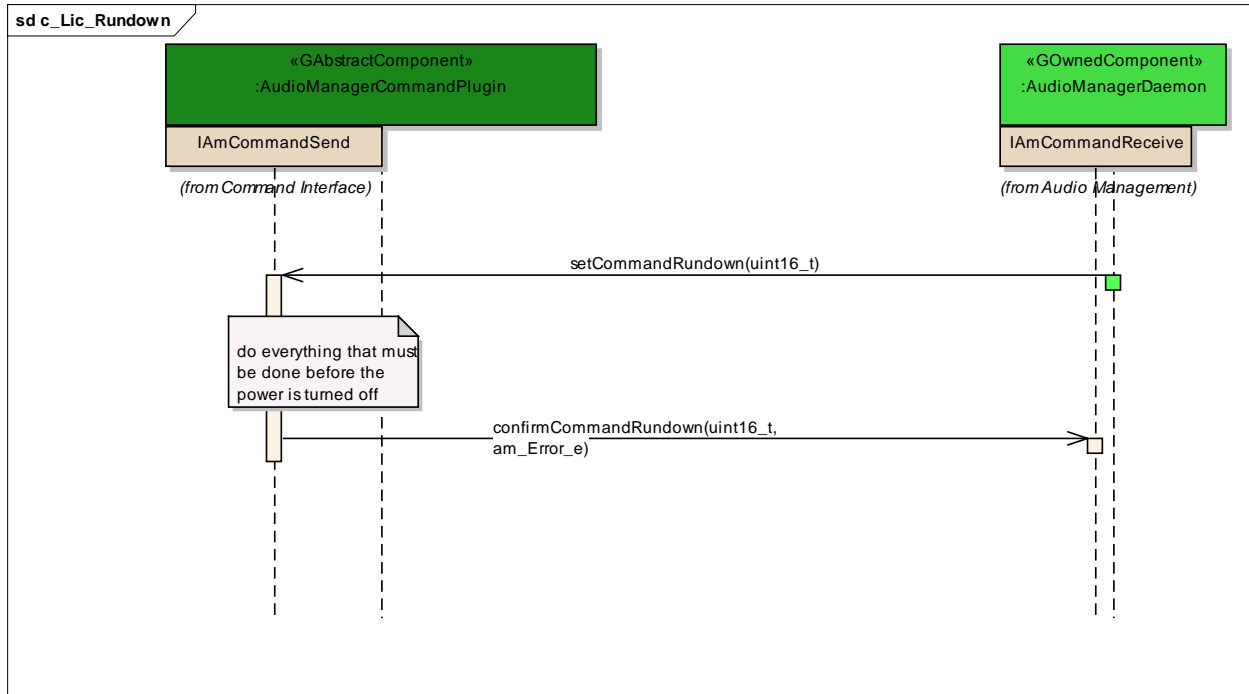 sd c_Lic_Rundown
«GAbstractComponent»
:AudioManagerCommandPlugin
«GOwnedComponent»
:AudioManagerDaemon
IAmCommandSend
IAmCommandReceive
(from Command Interface)
(from Audio Management)
setCommandRundown(uint16_t)
do everything that must
be done before the
power is turned off
confirmCommandRundown(uint16_t,
am_Error_e)